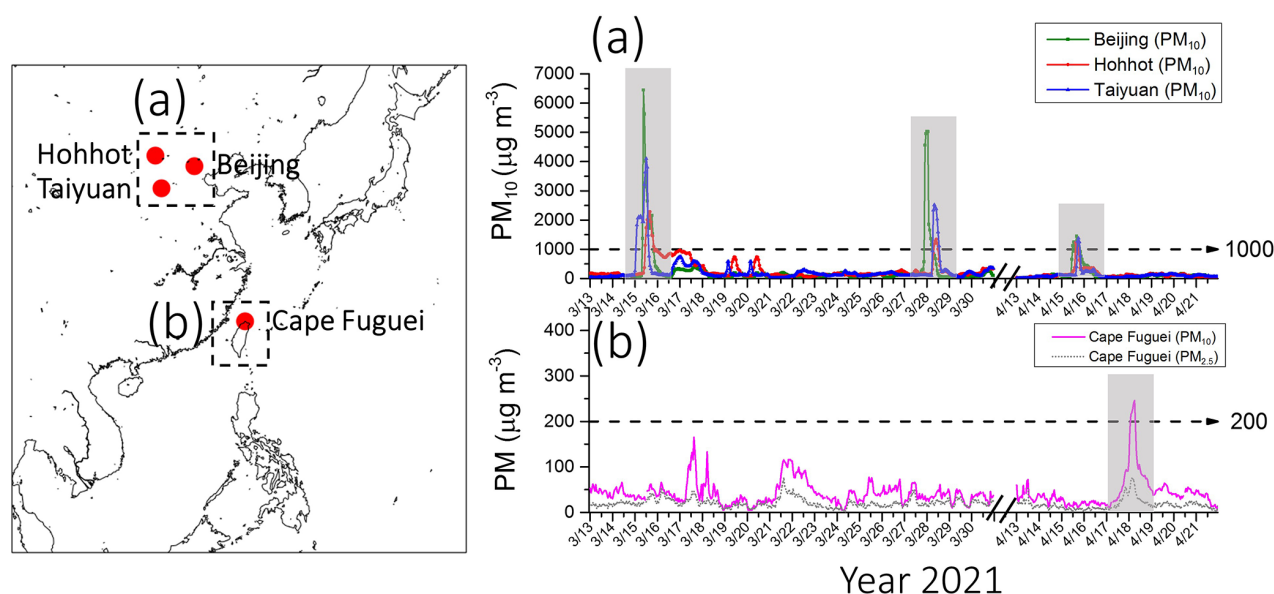 (a)
Hohhot
Beijing
Taiyuan
(b)
Cape Fuguei
(a)
Beijing (PM₁₀)
Hohhot (PM₁₀)
Taiyuan (PM₁₀)
PM₁₀ (μg m⁻³)
7000
6000
5000
4000
3000
2000
1000
0
1000
3/13 3/14 3/15 3/16 3/17 3/18 3/19 3/20 3/21 3/22 3/23 3/24 3/25 3/26 3/27 3/28 3/29 3/30 4/13 4/14 4/15 4/16 4/17 4/18 4/19 4/20 4/21
(b)
Cape Fuguei (PM₁₀)
Cape Fuguei (PM₂.₅)
PM (μg m⁻³)
400
300
200
100
0
200
3/13 3/14 3/15 3/16 3/17 3/18 3/19 3/20 3/21 3/22 3/23 3/24 3/25 3/26 3/27 3/28 3/29 3/30 4/13 4/14 4/15 4/16 4/17 4/18 4/19 4/20 4/21
Year 2021